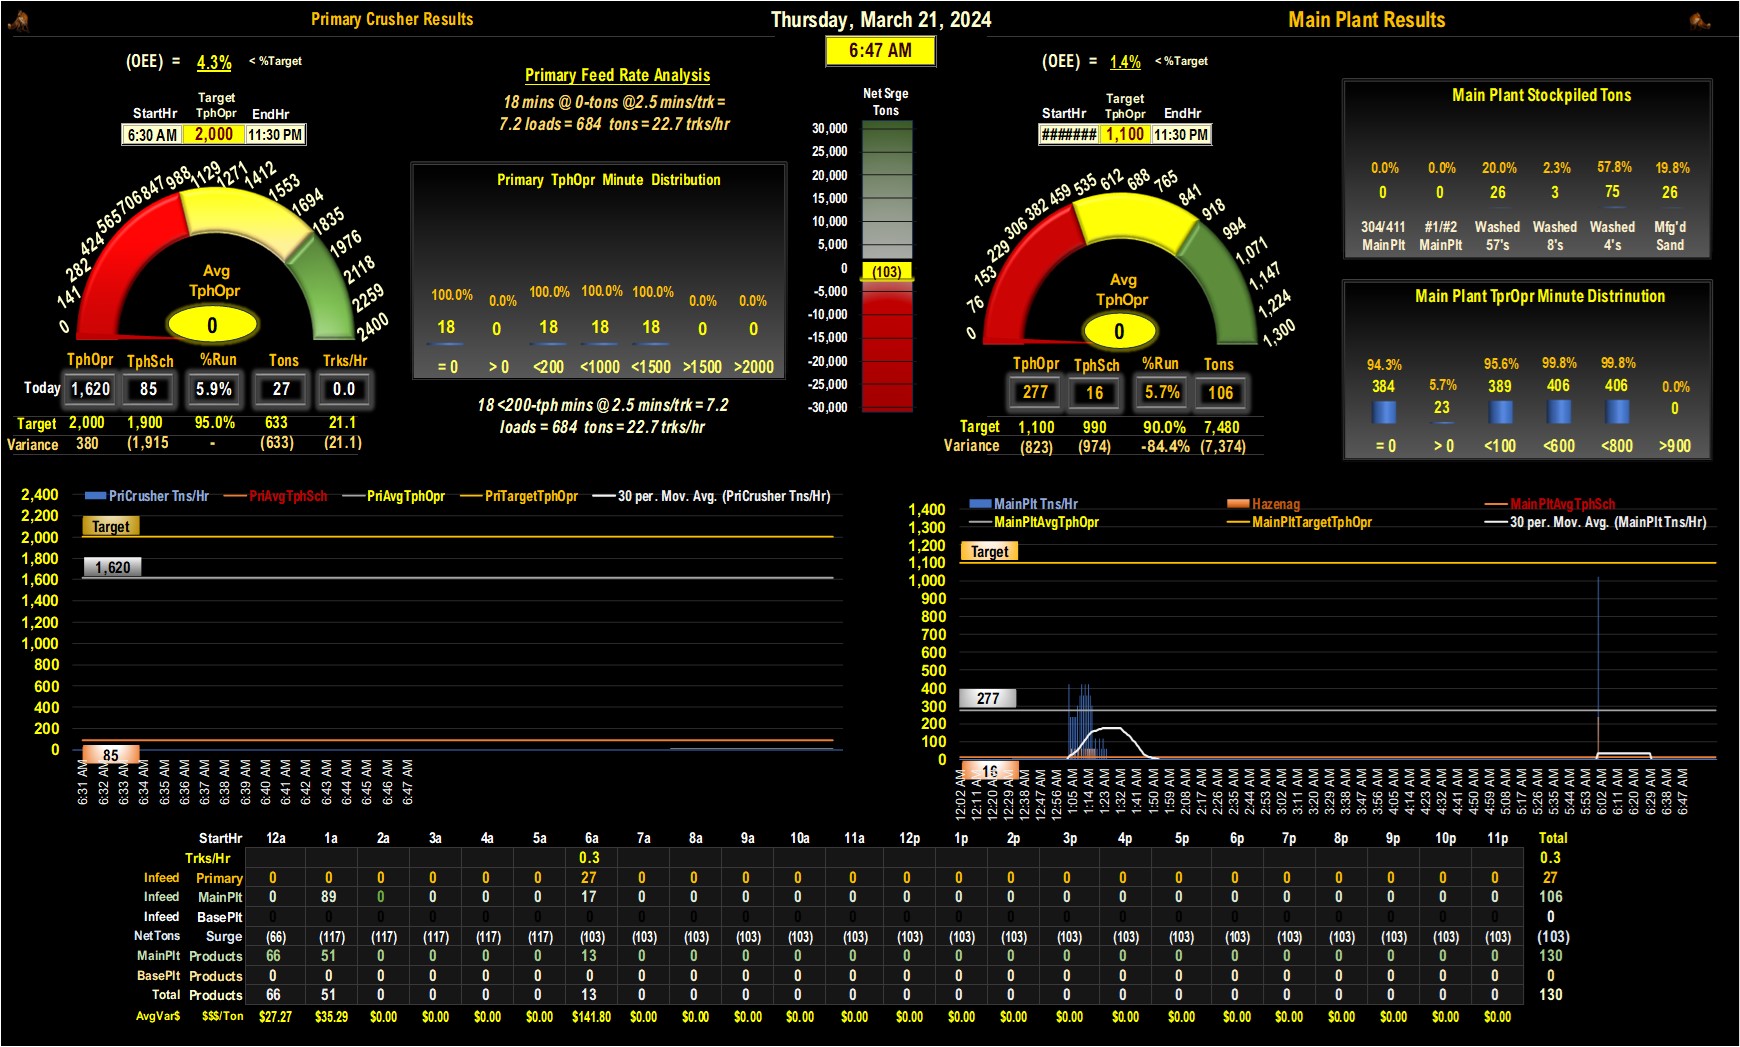 Primary Crusher Results
Thursday, March 21, 2024
Main Plant Results
6:47 AM
(OEE) = 4.3% < %Target
StartHr Target TphOpr EndHr
6:30 AM 2,000 11:30 PM
0 141 282 424 565 706 847 988 1129 1271 1412 1553 1694 1835 1976 2118 2259 2400
Avg
TphOpr
0
TphOpr TphSch %Run Tons Trks/Hr
Today 1,620 85 5.9% 27 0.0
Target 2,000 1,900 95.0% 633 21.1
Variance 380 (1,915 - (633) (21.1)
Primary Feed Rate Analysis
18 mins @ 0-tons @2.5 mins/trk =
7.2 loads = 684 tons = 22.7 trks/hr
Primary TphOpr Minute Distribution
100.0% 0.0% 100.0% 100.0% 100.0% 0.0% 0.0%
18 0 18 18 18 0 0
= 0 > 0 <200 <1000 <1500 >1500 >2000
18 <200-tph mins @ 2.5 mins/trk = 7.2
loads = 684 tons = 22.7 trks/hr
Net Srge
Tons
30,000
25,000
20,000
15,000
10,000
5,000
0
-5,000
-10,000
-15,000
-20,000
-25,000
-30,000
(103)
(OEE) = 1.4% < %Target
StartHr Target TphOpr EndHr
####### 1,100 11:30 PM
0 76 153 229 306 382 459 535 612 688 765 841 918 994 1,071 1,147 1,224 1,300
Avg
TphOpr
0
TphOpr TphSch %Run Tons
277 16 5.7% 106
Target 1,100 990 90.0% 7,480
Variance (823) (974) -84.4% (7,374)
Main Plant Stockpiled Tons
0.0% 0.0% 20.0% 2.3% 57.8% 19.8%
0 0 26 3 75 26
304/411 #1/#2 Washed Washed Washed Mfg'd
MainPlt MainPlt 57's 8's 4's Sand
Main Plant TprOpr Minute Distrinution
94.3% 5.7% 95.6% 99.8% 99.8% 0.0%
384 23 389 406 406 0
= 0 > 0 <100 <600 <800 >900
PriCrusher Tns/Hr PriAvgTphSch PriAvgTphOpr PriTargetTphOpr 30 per. Mov. Avg. (PriCrusher Tns/Hr)
2,400
2,200
2,000
1,800
1,600
1,400
1,200
1,000
800
600
400
200
0
Target
1,620
85
6:31 AM 6:32 AM 6:33 AM 6:34 AM 6:35 AM 6:36 AM 6:37 AM 6:38 AM 6:39 AM 6:40 AM 6:41 AM 6:42 AM 6:43 AM 6:44 AM 6:45 AM 6:46 AM 6:47 AM
MainPlt Tns/Hr Hazenag MainPltAvgTphSch
MainPltAvgTphOpr MainPltTargetTphOpr 30 per. Mov. Avg. (MainPlt Tns/Hr)
1,400
1,300
1,200
1,100
1,000
900
800
700
600
500
400
300
200
100
0
Target
277
16
12:02 AM 12:11 AM 12:20 AM 12:29 AM 12:38 AM 12:47 AM 12:56 AM 1:05 AM 1:14 AM 1:23 AM 1:32 AM 1:41 AM 1:50 AM 1:59 AM 2:08 AM 2:17 AM 2:26 AM 2:35 AM 2:44 AM 2:53 AM 3:02 AM 3:11 AM 3:20 AM 3:29 AM 3:38 AM 3:47 AM 3:56 AM 4:05 AM 4:14 AM 4:23 AM 4:32 AM 4:41 AM 4:50 AM 4:59 AM 5:08 AM 5:17 AM 5:26 AM 5:35 AM 5:44 AM 5:53 AM 6:02 AM 6:11 AM 6:20 AM 6:29 AM 6:38 AM 6:47 AM
StartHr 12a 1a 2a 3a 4a 5a 6a 7a 8a 9a 10a 11a 12p 1p 2p 3p 4p 5p 6p 7p 8p 9p 10p 11p Total
Trks/Hr 0.3 0.3
Infeed Primary 0 0 0 0 0 0 27 0 0 0 0 0 0 0 0 0 0 0 0 0 0 0 0 0 27
Infeed MainPlt 0 89 0 0 0 0 17 0 0 0 0 0 0 0 0 0 0 0 0 0 0 0 0 0 106
Infeed BasePlt 0 0 0 0 0 0 0 0 0 0 0 0 0 0 0 0 0 0 0 0 0 0 0 0 0
NetTons Surge (66) (117) (117) (117) (117) (117) (103) (103) (103) (103) (103) (103) (103) (103) (103) (103) (103) (103) (103) (103) (103) (103) (103) (103) (103)
MainPlt Products 66 51 0 0 0 0 13 0 0 0 0 0 0 0 0 0 0 0 0 0 0 0 0 0 130
BasePlt Products 0 0 0 0 0 0 0 0 0 0 0 0 0 0 0 0 0 0 0 0 0 0 0 0 0
Total Products 66 51 0 0 0 0 13 0 0 0 0 0 0 0 0 0 0 0 0 0 0 0 0 0 130
AvgVar$ $$$/Ton $27.27 $35.29 $0.00 $0.00 $0.00 $0.00 $141.80 $0.00 $0.00 $0.00 $0.00 $0.00 $0.00 $0.00 $0.00 $0.00 $0.00 $0.00 $0.00 $0.00 $0.00 $0.00 $0.00 $0.00